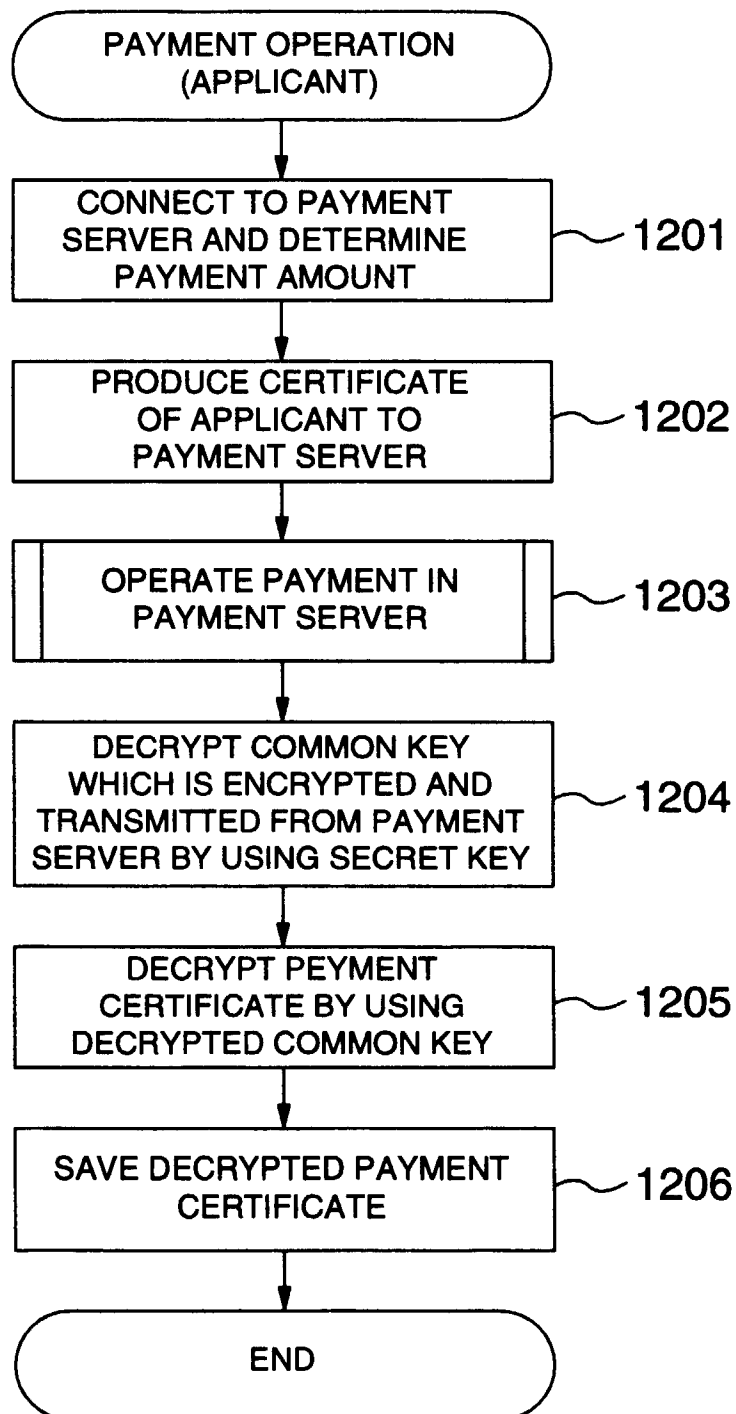 PAYMENT OPERATION
(APPLICANT)
CONNECT TO PAYMENT
SERVER AND DETERMINE
PAYMENT AMOUNT
1201
PRODUCE CERTIFICATE
OF APPLICANT TO
PAYMENT SERVER
1202
OPERATE PAYMENT IN
PAYMENT SERVER
1203
DECRYPT COMMON KEY
WHICH IS ENCRYPTED AND
TRANSMITTED FROM PAYMENT
SERVER BY USING SECRET KEY
1204
DECRYPT PEYMENT
CERTIFICATE BY USING
DECRYPTED COMMON KEY
1205
SAVE DECRYPTED PAYMENT
CERTIFICATE
1206
END